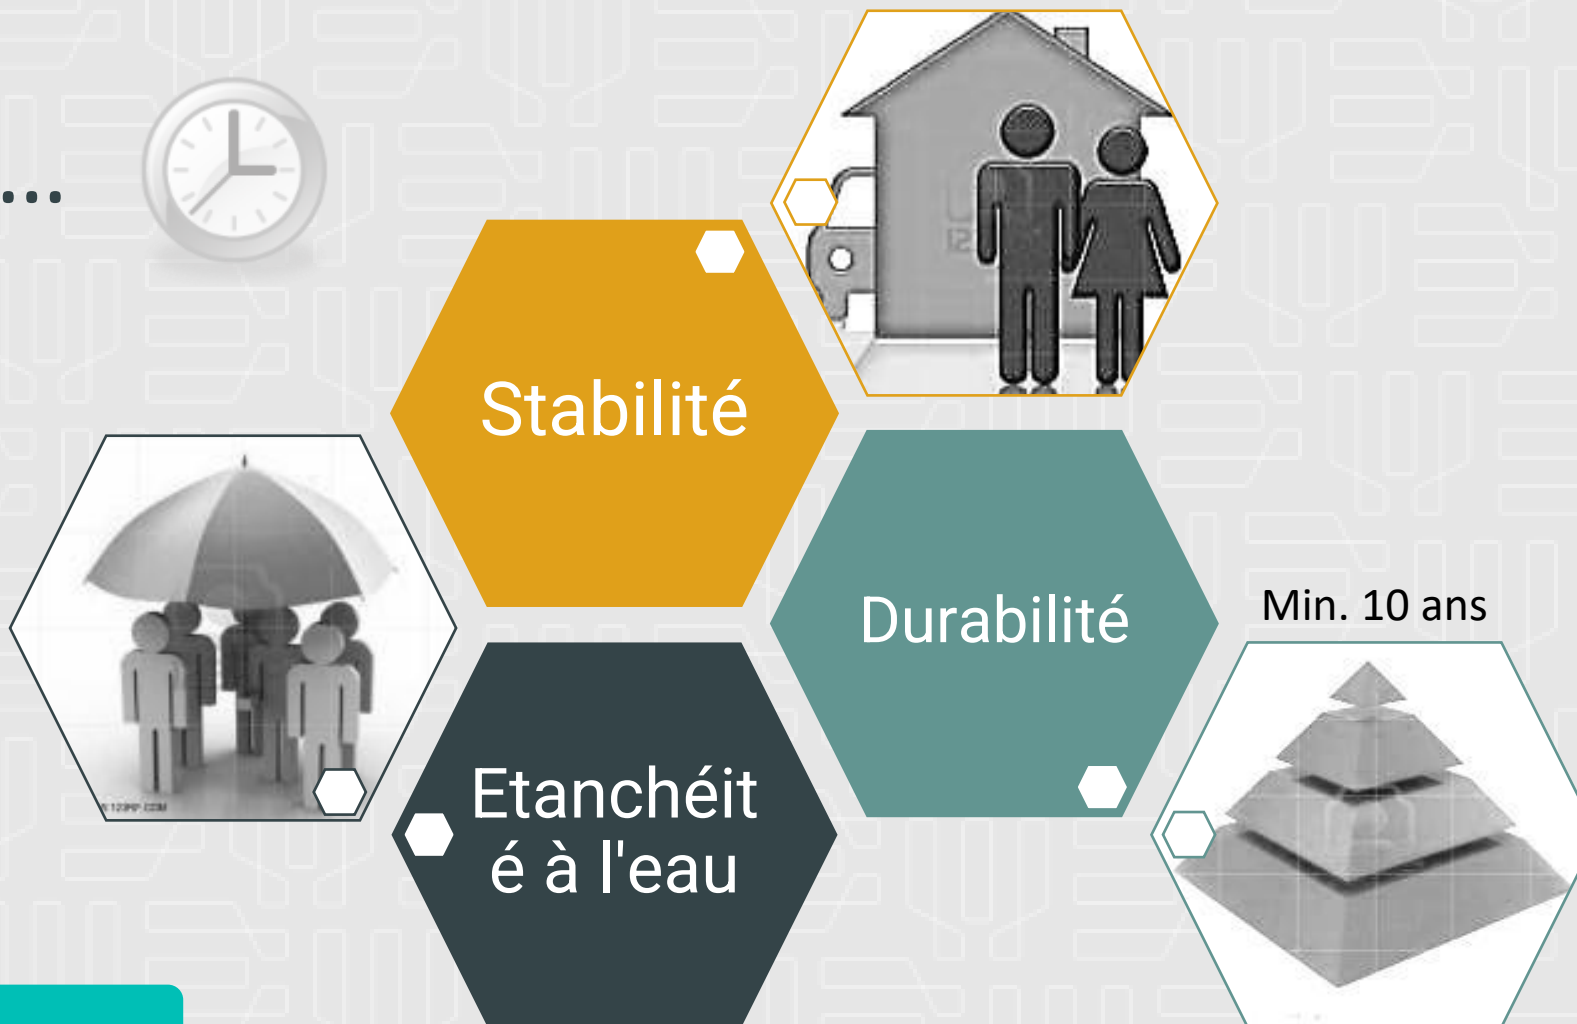 ...
Stabilité
Durabilité
Min. 10 ans
Etanchéit
é à l'eau